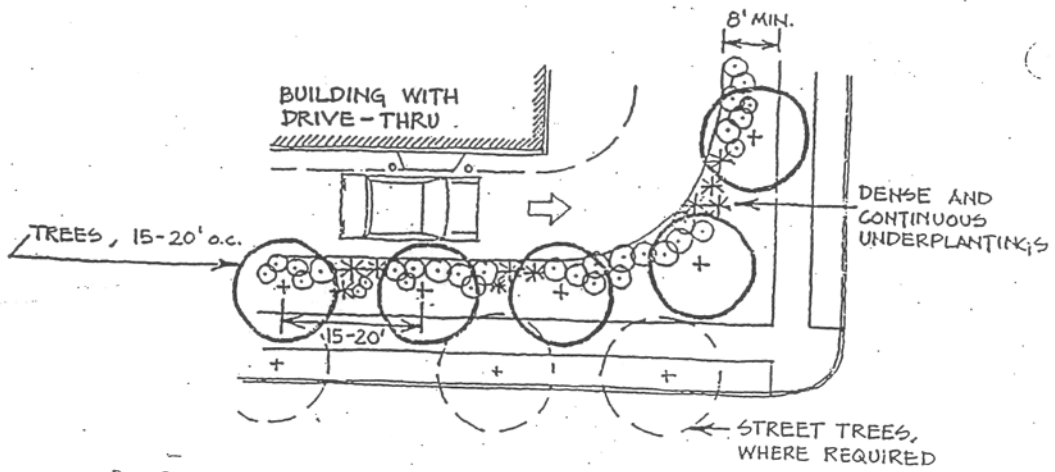 8' MIN.
BUILDING WITH
DRIVE-THRU
DENSE AND
CONTINUOUS
UNDERPLANTINGS
TREES, 15-20' o.c.
15-20'
STREET TREES,
WHERE REQUIRED